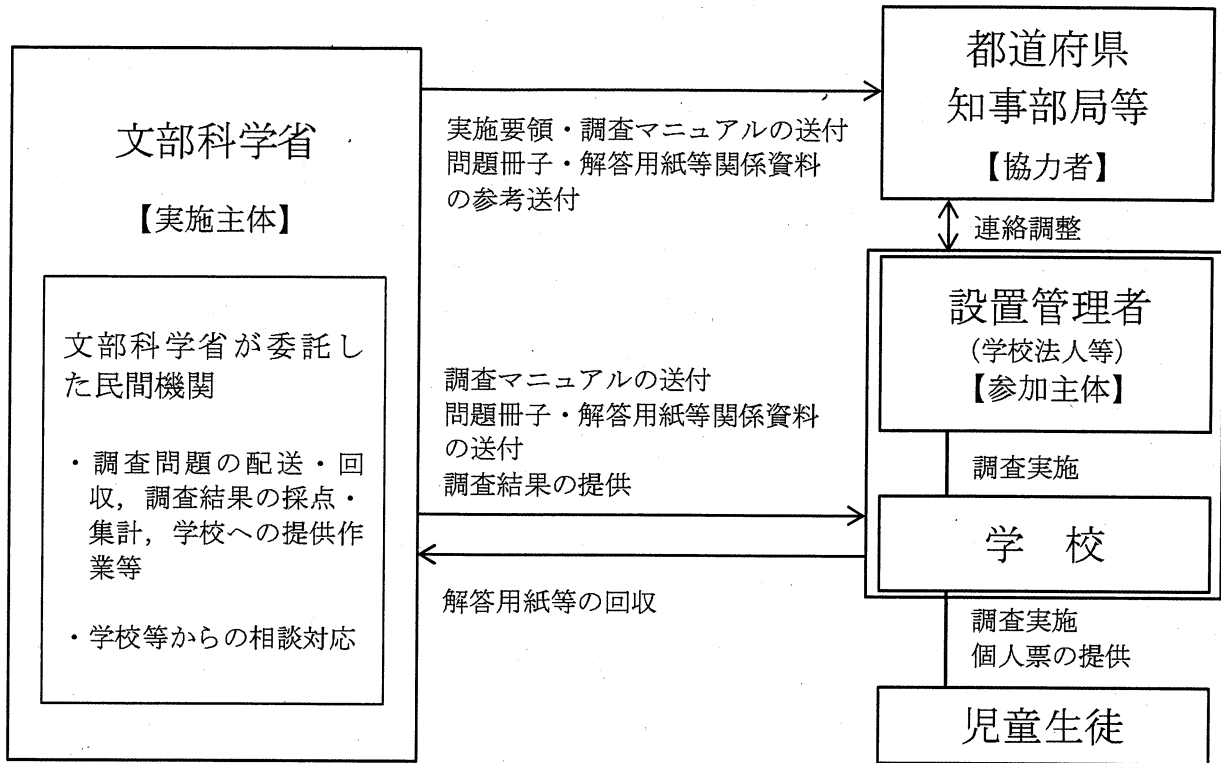 文部科学省
【実施主体】
文部科学省が委託し
た民間機関
・調査問題の配送・回
収，調査結果の採点・
集計，学校への提供作
業等
・学校等からの相談対応
実施要領・調査マニュアルの送付
問題冊子・解答用紙等関係資料
の参考送付
調査マニュアルの送付
問題冊子・解答用紙等関係資料
の送付
調査結果の提供
解答用紙等の回収
都道府県
知事部局等
【協力者】
連絡調整
設置管理者
（学校法人等）
【参加主体】
調査実施
学　校
調査実施
個人票の提供
児童生徒